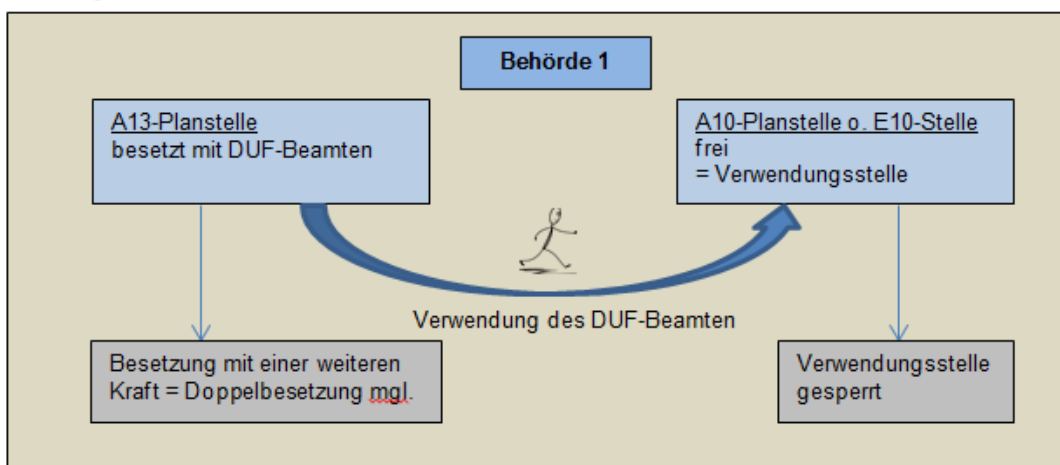 Behörde 1
A13-Planstelle
besetzt mit DUF-Beamten
A10-Planstelle o. E10-Stelle
frei
= Verwendungsstelle
Verwendung des DUF-Beamten
Besetzung mit einer weiteren
Kraft = Doppelbesetzung mgl.
Verwendungsstelle
gesperrt